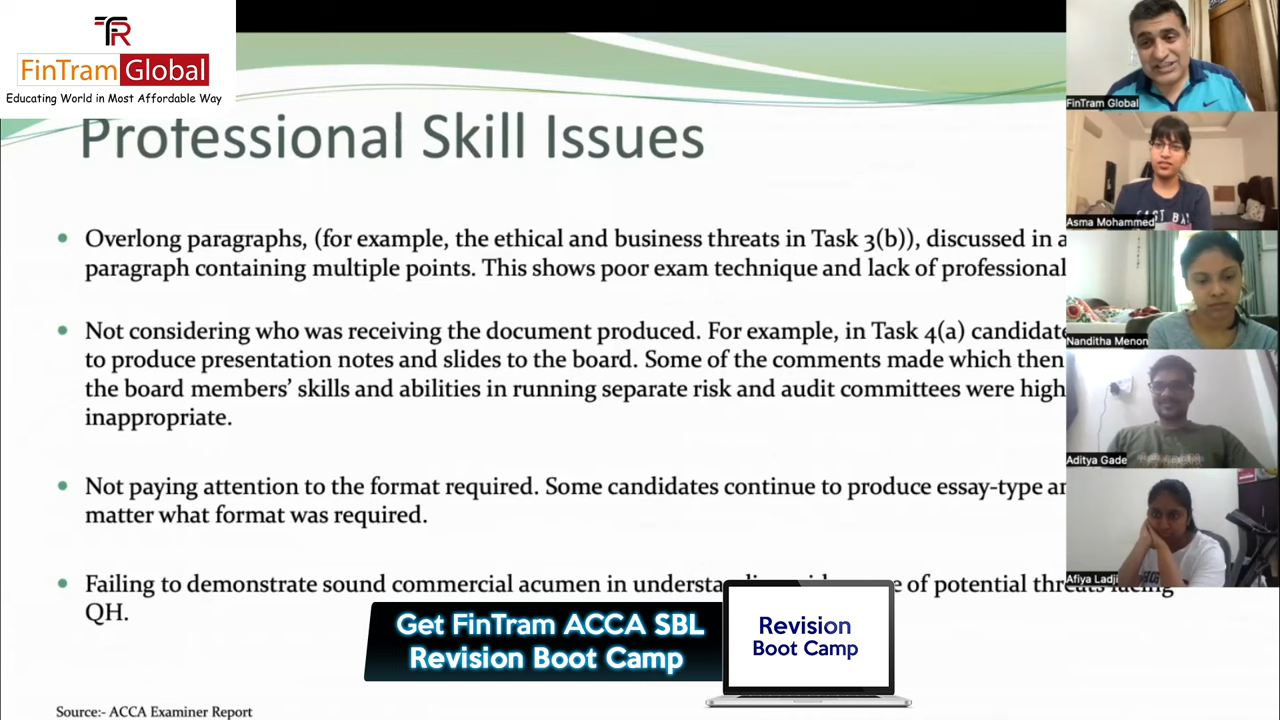 TR
FinTram Global
Educating World in Most Affordable Way
Professional Skill Issues
Overlong paragraphs, (for example, the ethical and business threats in Task 3(b)), discussed in a
paragraph containing multiple points. This shows poor exam technique and lack of professional
Not considering who was receiving the document produced. For example, in Task 4(a) candidate
to produce presentation notes and slides to the board. Some of the comments made which then
the board members' skills and abilities in running separate risk and audit committees were high
inappropriate.
Not paying attention to the format required. Some candidates continue to produce essay-type
matter what format was required.
Failing to demonstrate sound commercial acumen in of potential threats facing
QH.
Get FinTram ACCA SBL
Revision Boot Camp
Revision
Boot Camp
Source:- ACCA Examiner Report
FinTram Global
Asma Mohammed
EAST BA
Nanditha Menon
Aditya Gade
Afiya Ladji